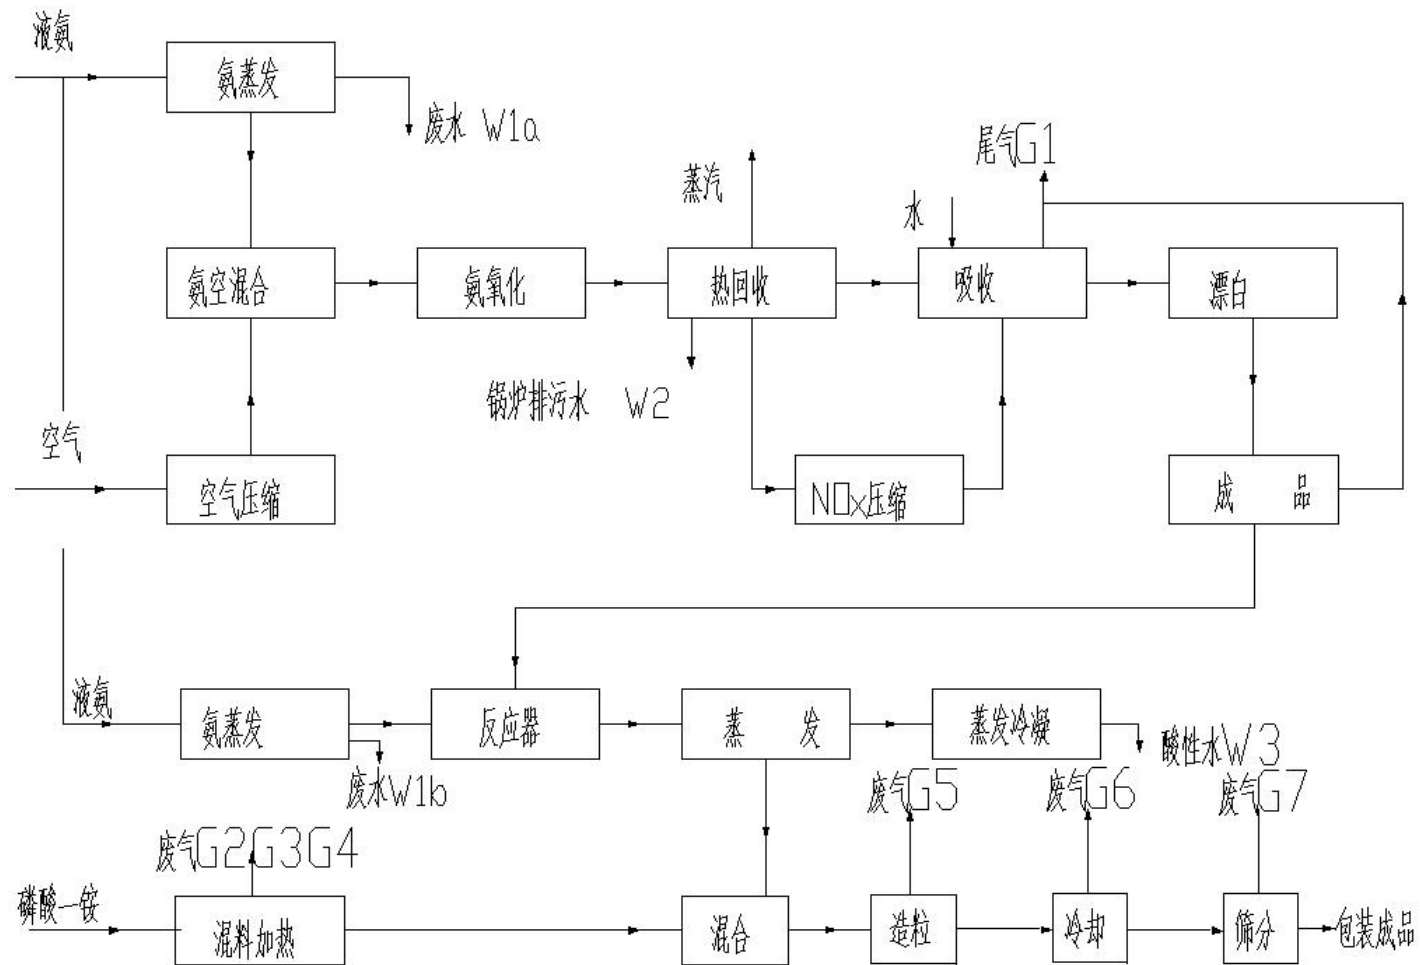 液氨
氨蒸发
废水 W1a
尾气G1
蒸汽
水
氨空混合
氨氧化
热回收
吸收
漂白
锅炉排污水 W2
空气
空气压缩
NOx压缩
成 品
液氨
氨蒸发
反应器
蒸 发
蒸发冷凝
酸性水W3
废水W1b
废气G5
废气G6
废气G7
废气G2G3G4
磷酸一铵
混料加热
混合
造粒
冷却
筛分
包装成品